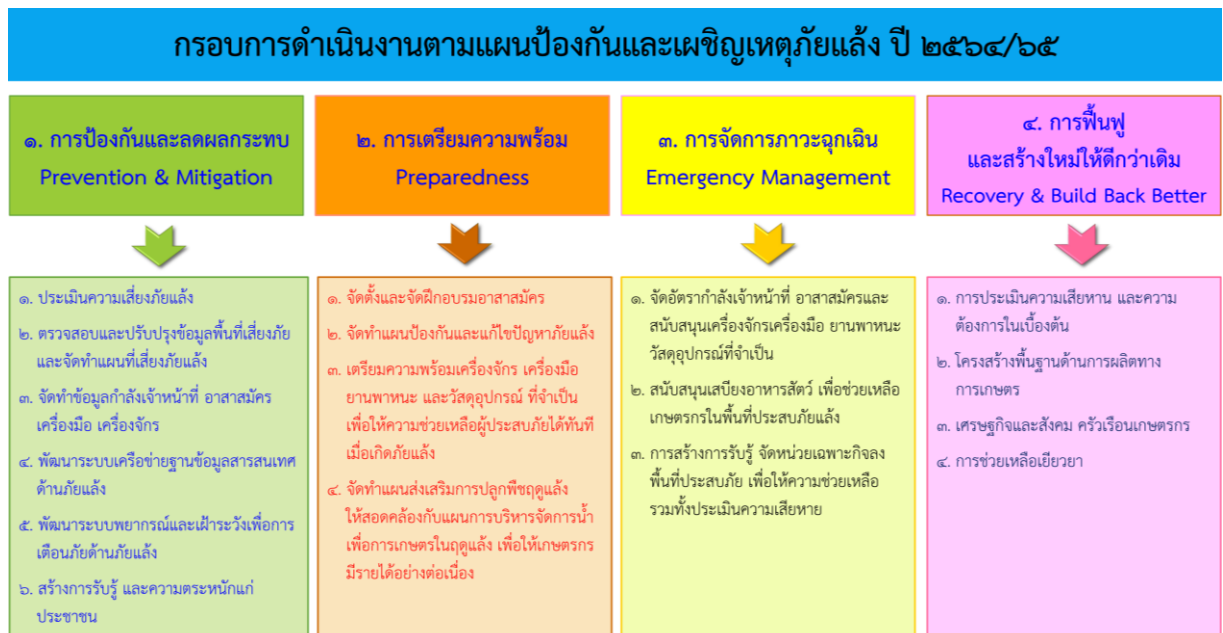 กรอบการดำเนินงานตามแผนป้องกันและเผชิญเหตุภัยแล้ง ปี ๒๕๖๔/๖๕
๑. การป้องกันและลดผลกระทบ
Prevention & Mitigation
๒. การเตรียมความพร้อม
Preparedness
๓. การจัดการภาวะฉุกเฉิน
Emergency Management
๔. การฟื้นฟู
และสร้างใหม่ให้ดีกว่าเดิม
Recovery & Build Back Better
๑. ประเมินความเสี่ยงภัยแล้ง
๒. ตรวจสอบและปรับปรุงข้อมูลพื้นที่เสี่ยงภัย
และจัดทำแผนที่เสี่ยงภัยแล้ง
๓. จัดทำข้อมูลกำลังเจ้าหน้าที่ อาสาสมัคร
เครื่องมือ เครื่องจักร
๔. พัฒนาระบบเครือข่ายฐานข้อมูลสารสนเทศ
ด้านภัยแล้ง
๕. พัฒนาระบบพยากรณ์และเฝ้าระวังเพื่อการ
เตือนภัยด้านภัยแล้ง
๖. สร้างการรับรู้ และความตระหนักแก่
ประชาชน
๑. จัดตั้งและจัดฝึกอบรมอาสาสมัคร
๒. จัดทำแผนป้องกันและแก้ไขปัญหาภัยแล้ง
๓. เตรียมความพร้อมเครื่องจักร เครื่องมือ
ยานพาหนะ และวัสดุอุปกรณ์ ที่จำเป็น
เพื่อให้ความช่วยเหลือผู้ประสบภัยได้ทันที
เมื่อเกิดภัยแล้ง
๔. จัดทำแผนส่งเสริมการปลูกพืชฤดูแล้ง
ให้สอดคล้องกับแผนการบริหารจัดการน้ำ
เพื่อการเกษตรในฤดูแล้ง เพื่อให้เกษตรกร
มีรายได้อย่างต่อเนื่อง
๑. จัดอัตรากำลังเจ้าหน้าที่ อาสาสมัครและ
สนับสนุนเครื่องจักรเครื่องมือ ยานพาหนะ
วัสดุอุปกรณ์ที่จำเป็น
๒. สนับสนุนเสบียงอาหารสัตว์ เพื่อช่วยเหลือ
เกษตรกรในพื้นที่ประสบภัยแล้ง
๓. การสร้างการรับรู้ จัดหน่วยเฉพาะกิจลง
พื้นที่ประสบภัย เพื่อให้ความช่วยเหลือ
รวมทั้งประเมินความเสียหาย
๑. การประเมินความเสียหาน และความ
ต้องการในเบื้องต้น
๒. โครงสร้างพื้นฐานด้านการผลิตทาง
การเกษตร
๓. เศรษฐกิจและสังคม ครัวเรือนเกษตรกร
๔. การช่วยเหลือเยียวยา